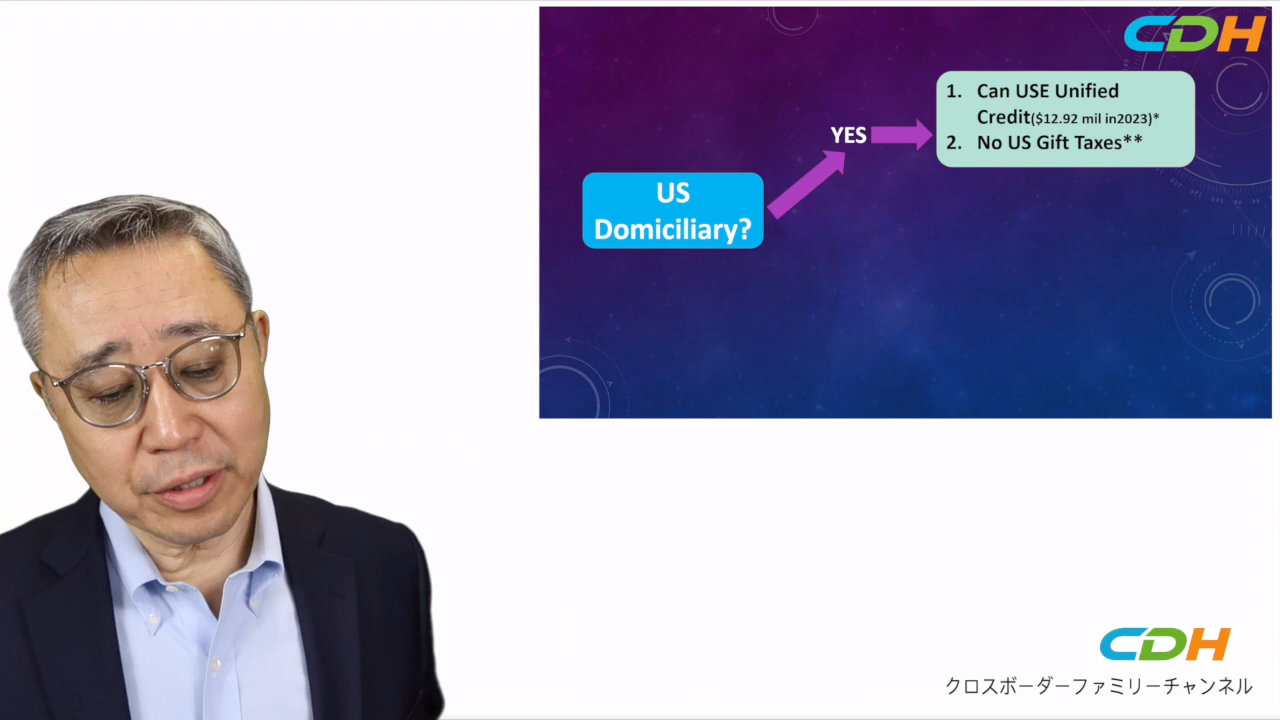 CDH
1. Can USE Unified
Credit($12.92 mil in2023)*
2. No US Gift Taxes**
YES
US
Domiciliary?
CDH
クロスボーダーファミリーチャンネル